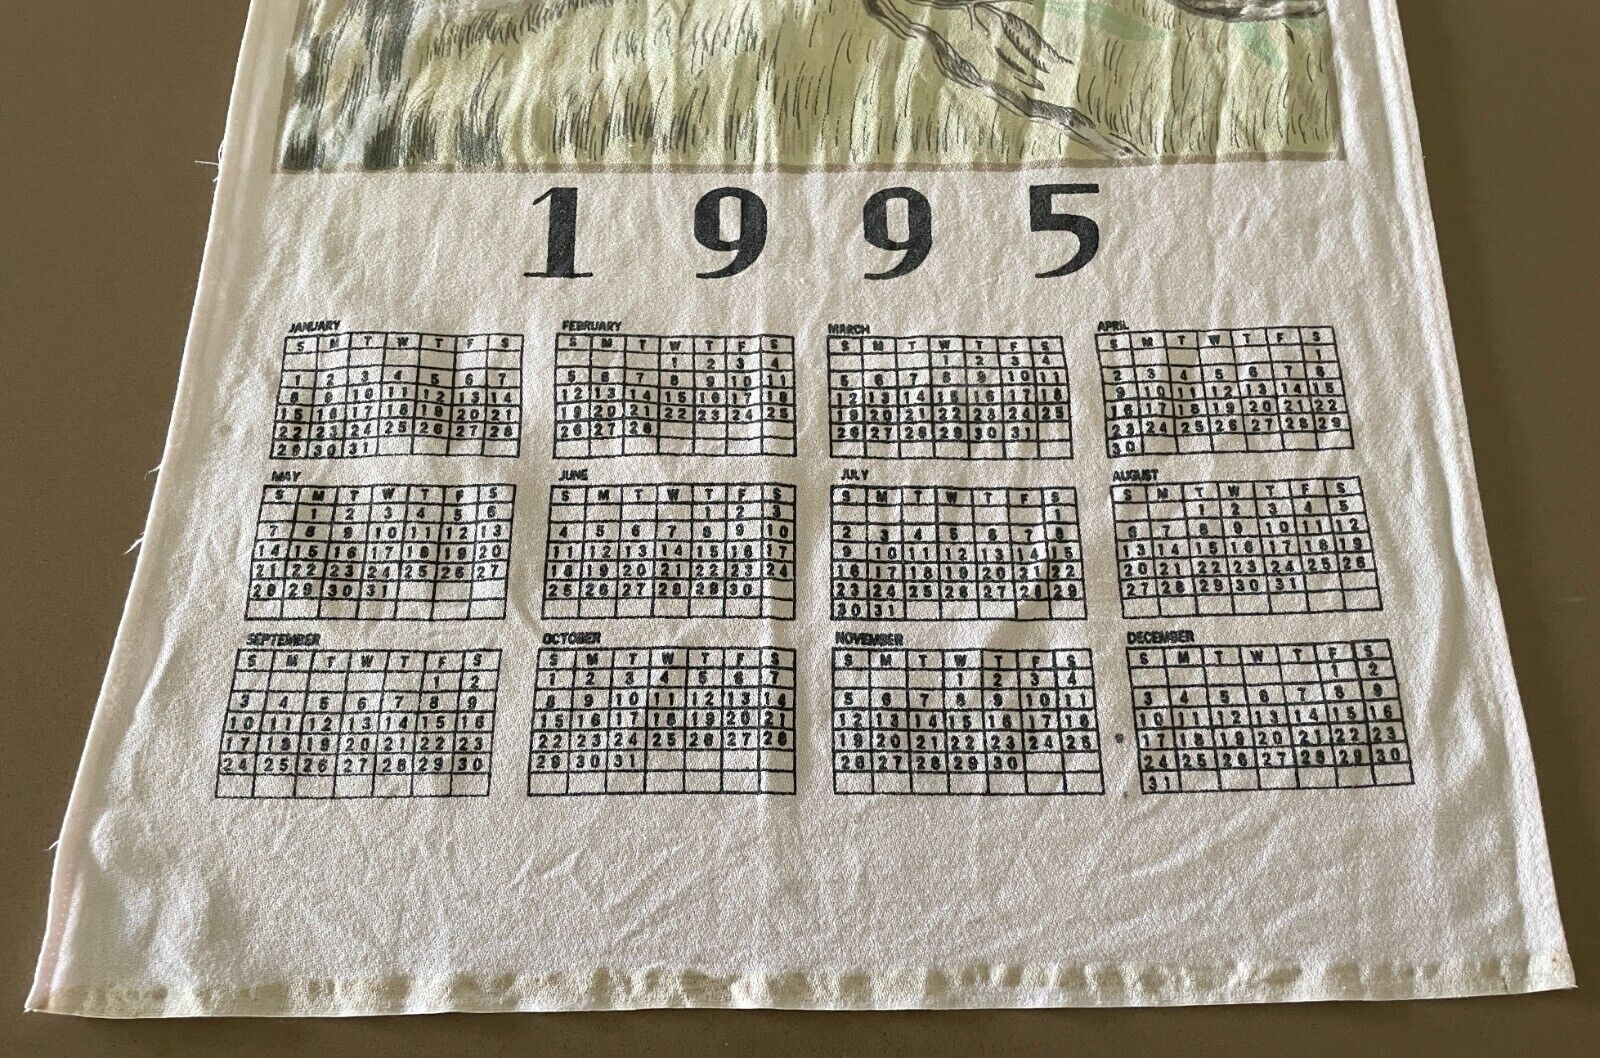 1995
JANUARY FEBRUARY MARCH APRIL
S M T W T F S S M T W T F S S M T W T F S S M T W T F S
1 2 3 4 1 2 3 4 1
1 2 3 4 5 6 7 5 6 7 8 9 10 11 5 6 7 8 9 10 11 2 3 4 5 6 7 8
8 9 10 11 12 13 14 12 13 14 15 16 17 18 12 13 14 15 16 17 18 9 10 11 12 13 14 15
15 16 17 18 19 20 21 19 20 21 22 23 24 25 19 20 21 22 23 24 25 16 17 18 19 20 21 22
22 23 24 25 26 27 28 26 27 28 26 27 28 29 30 31 23 24 25 26 27 28 29
29 30 31 30
MAY JUNE JULY AUGUST
S M T W T F S S M T W T F S S M T W T F S S M T W T F S
1 2 3 4 5 6 1 2 3 1 1 2 3 4 5
7 8 9 10 11 12 13 4 5 6 7 8 9 10 2 3 4 5 6 7 8 6 7 8 9 10 11 12
14 15 16 17 18 19 20 11 12 13 14 15 16 17 9 10 11 12 13 14 15 13 14 15 16 17 18 19
21 22 23 24 25 26 27 18 19 20 21 22 23 24 16 17 18 19 20 21 22 20 21 22 23 24 25 26
28 29 30 31 25 26 27 28 29 30 23 24 25 26 27 28 29 27 28 29 30 31
30 31
SEPTEMBER OCTOBER NOVEMBER DECEMBER
S M T W T F S S M T W T F S S M T W T F S S M T W T F S
1 2 1 2 3 4 5 6 7 1 2 3 4 1 2
3 4 5 6 7 8 9 8 9 10 11 12 13 14 5 6 7 8 9 10 11 3 4 5 6 7 8 9
10 11 12 13 14 15 16 15 16 17 18 19 20 21 12 13 14 15 16 17 18 10 11 12 13 14 15 16
17 18 19 20 21 22 23 22 23 24 25 26 27 28 19 20 21 22 23 24 25 17 18 19 20 21 22 23
24 25 26 27 28 29 30 29 30 31 26 27 28 29 30 24 25 26 27 28 29 30
31